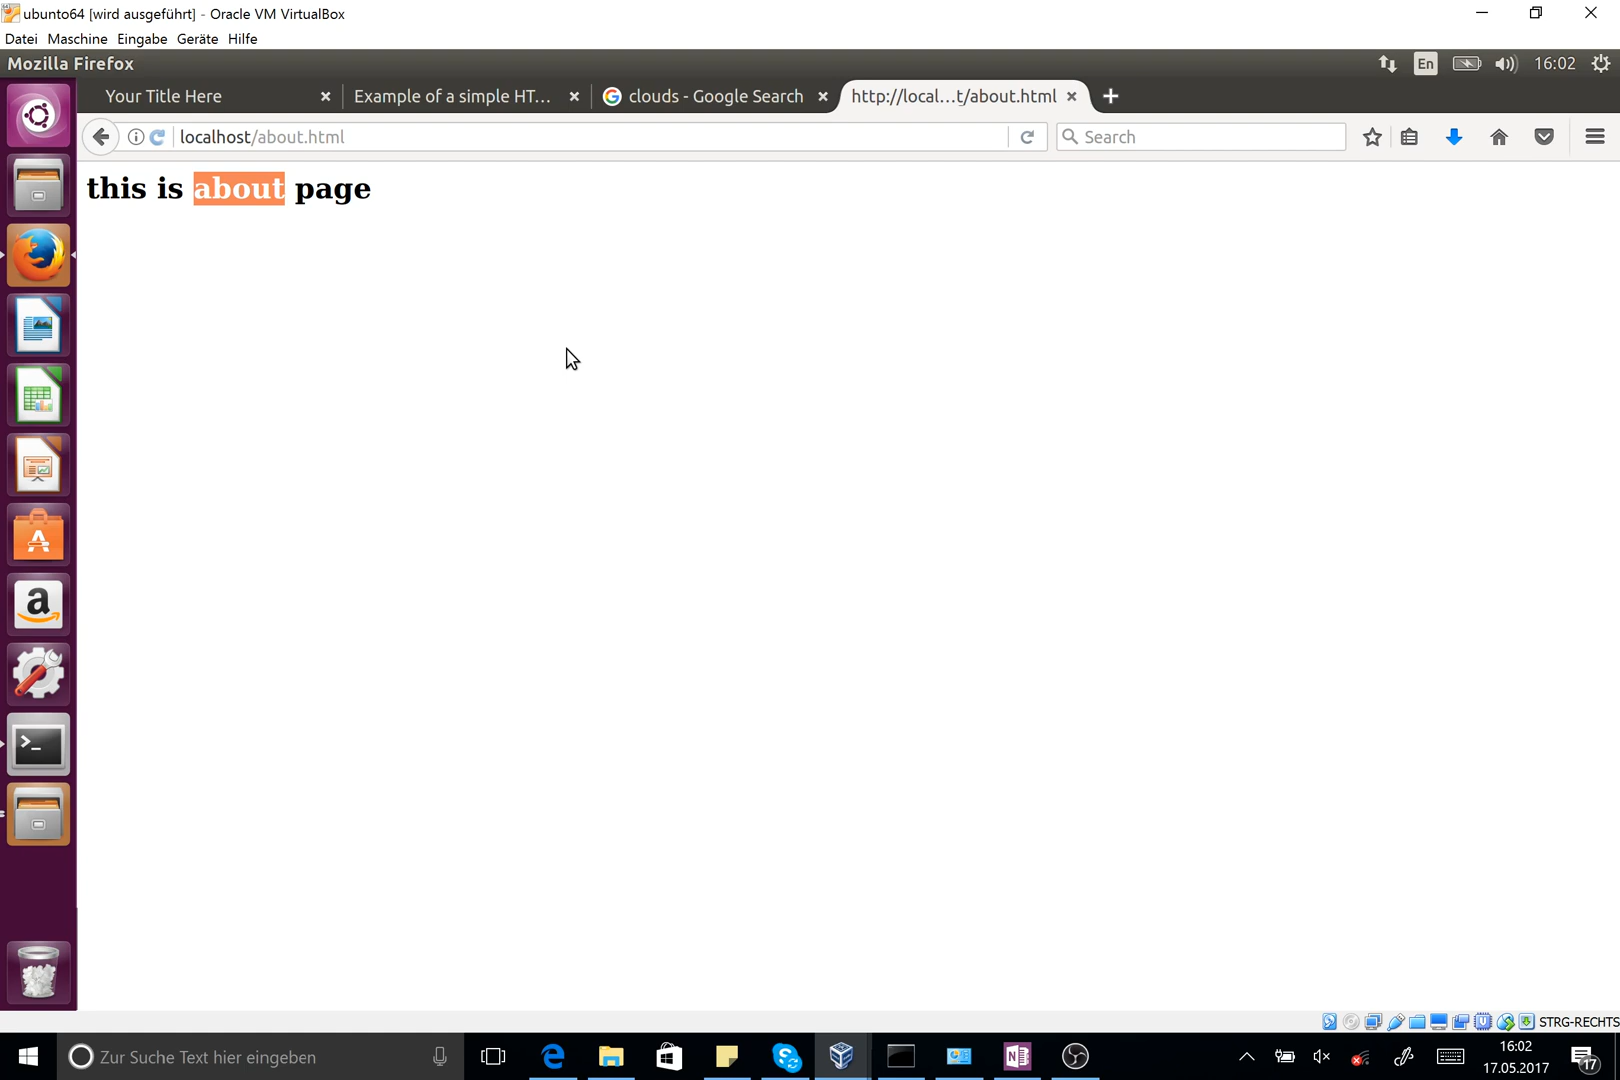 ubunto64 [wird ausgeführt] - Oracle VM VirtualBox
Datei Maschine Eingabe Geräte Hilfe
Mozilla Firefox
En
16:02
Your Title Here
Example of a simple HT...
clouds - Google Search
http://local...t/about.html
localhost/about.html
Search
this is about page
STRG-RECHTS
Zur Suche Text hier eingeben
16:02
17.05.2017
17